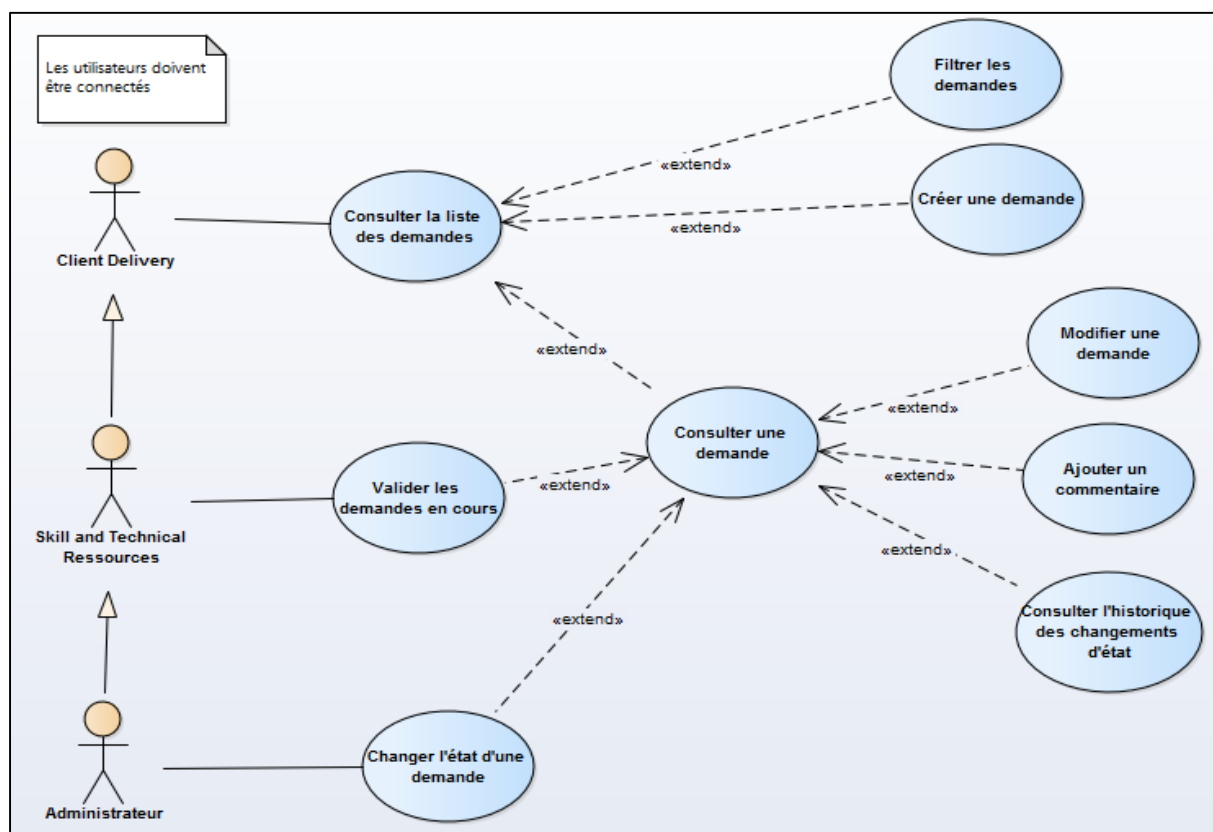 Les utilisateurs doivent
être connectés
Filtrer les
demandes
«extend»
Créer une demande
«extend»
Consulter la liste
des demandes
Client Delivery
«extend»
Modifier une
demande
«extend»
Consulter une
demande
Ajouter un
commentaire
«extend»
Valider les
demandes en cours
«extend»
Skill and Technical
Ressources
«extend»
Consulter l'historique
des changements
d'état
«extend»
Changer l'état d'une
demande
Administrateur